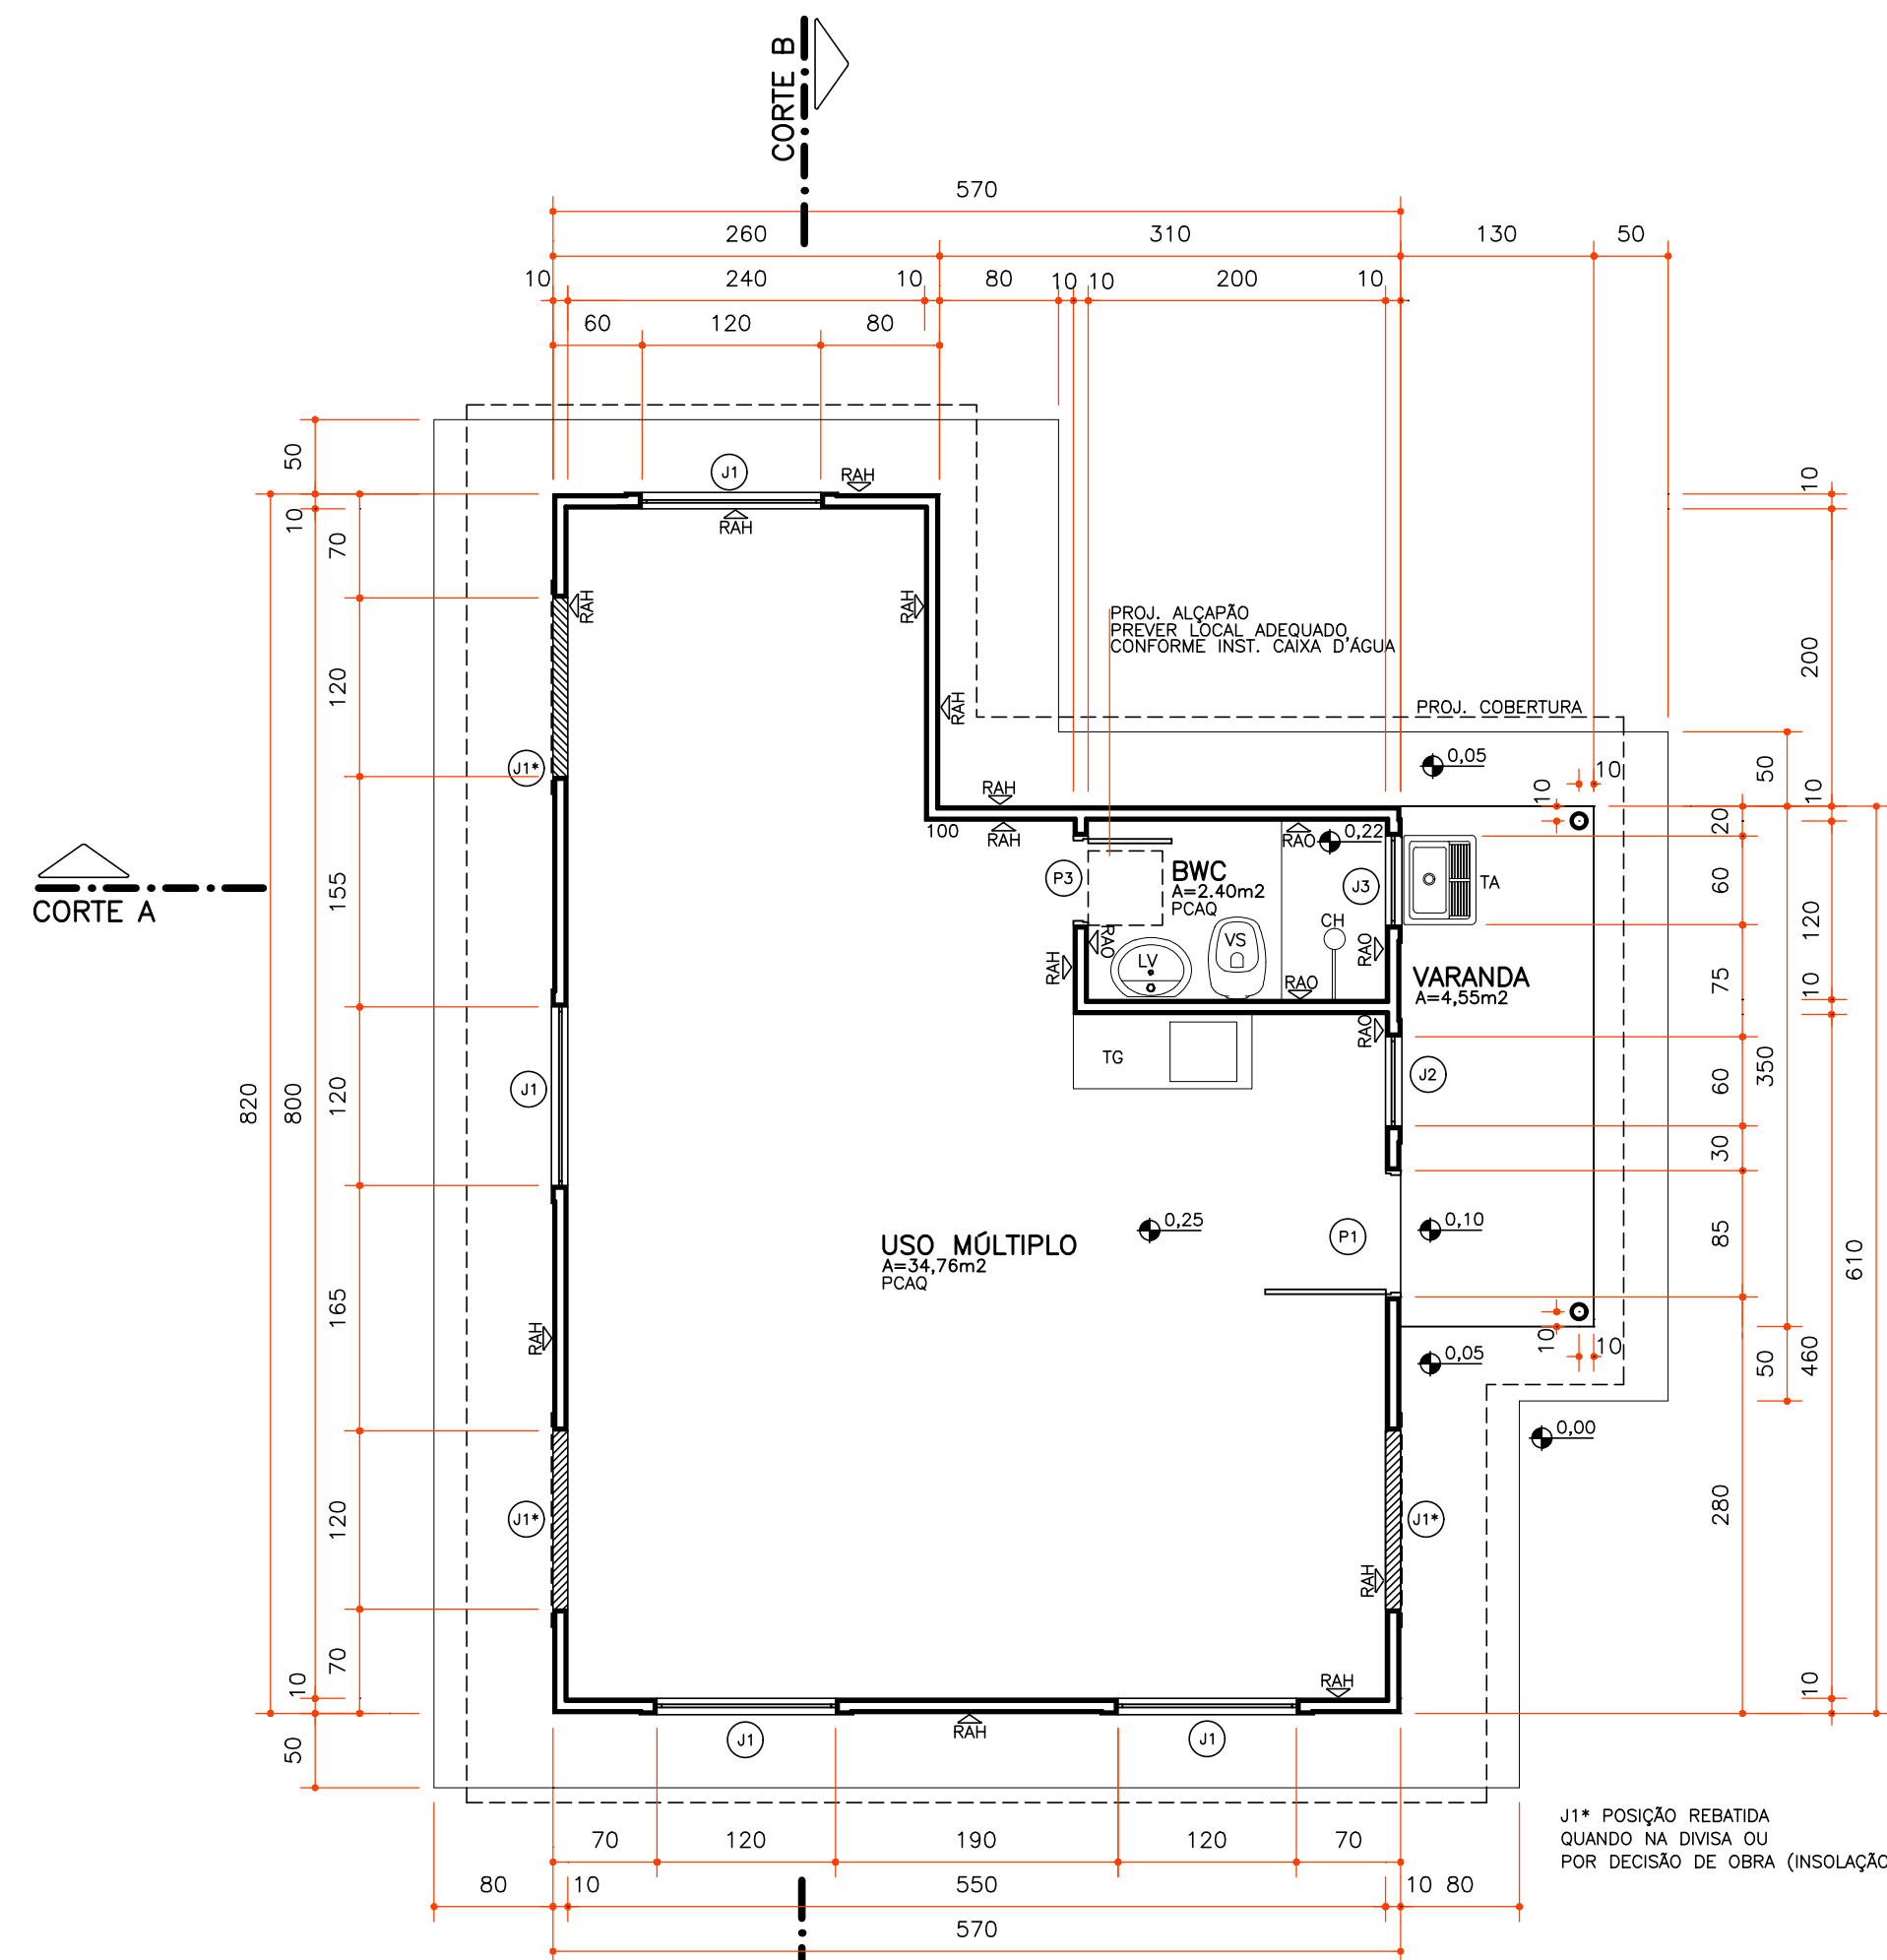 CORTE B
570
260 310 130 50
10 240 10 80 10 10 200 10
60 120 80
50
10
J1
RAH
RAH
10
70
RAH
RAH
PROJ. ALÇAPÃO
PREVER LOCAL ADEQUADO,
CONFORME INST. CAIXA D'ÁGUA
200
120
RAH
PROJ. COBERTURA
J1*
0,05
50
10
10
10
RAH
100
RAH
RAO
0,22
20
CORTE A
155
P3
BWC
A=2.40m2
PCAQ
J3
TA
60
120
CH
RAO
RAH
LV
VS
RAO
RAO
VARANDA
A=4,55m2
75
10
RAO
TG
820
800
120
J1
J2
60
350
30
USO MÚLTIPLO
A=34,76m2
PCAQ
0,25
P1
0,10
85
610
165
RAH
10
10
0,05
50
460
0,00
J1*
120
J1*
280
RAH
70
10
RAH
10
J1
RAH
J1
50
J1* POSIÇÃO REBATIDA
QUANDO NA DIVISA OU
POR DECISÃO DE OBRA (INSOLAÇÃO
70 120 190 120 70
80 10 550 10 80
570